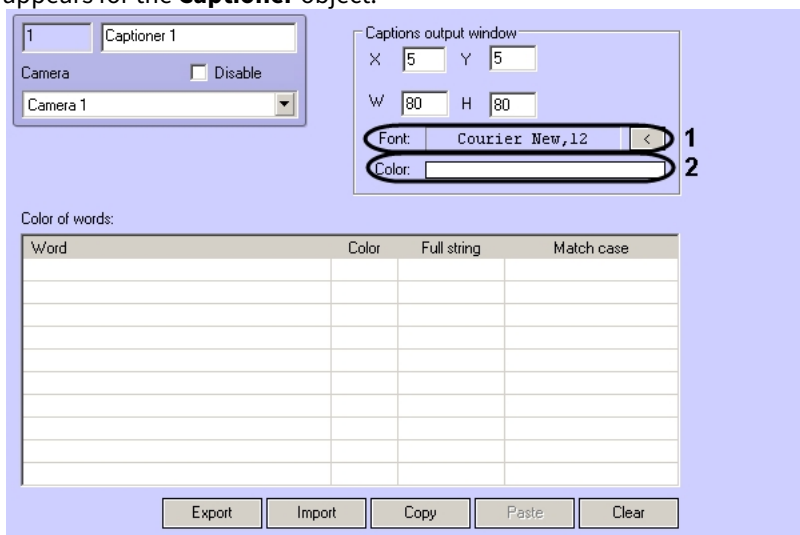 appears for the Captioner object.
1 Captioner 1
Camera Disable
Camera 1
Captions output window
X 5 Y 5
W 80 H 80
Font: Courier New,12 < 1
Color: 2
Color of words:
Word Color Full string Match case
Export Import Copy Paste Clear